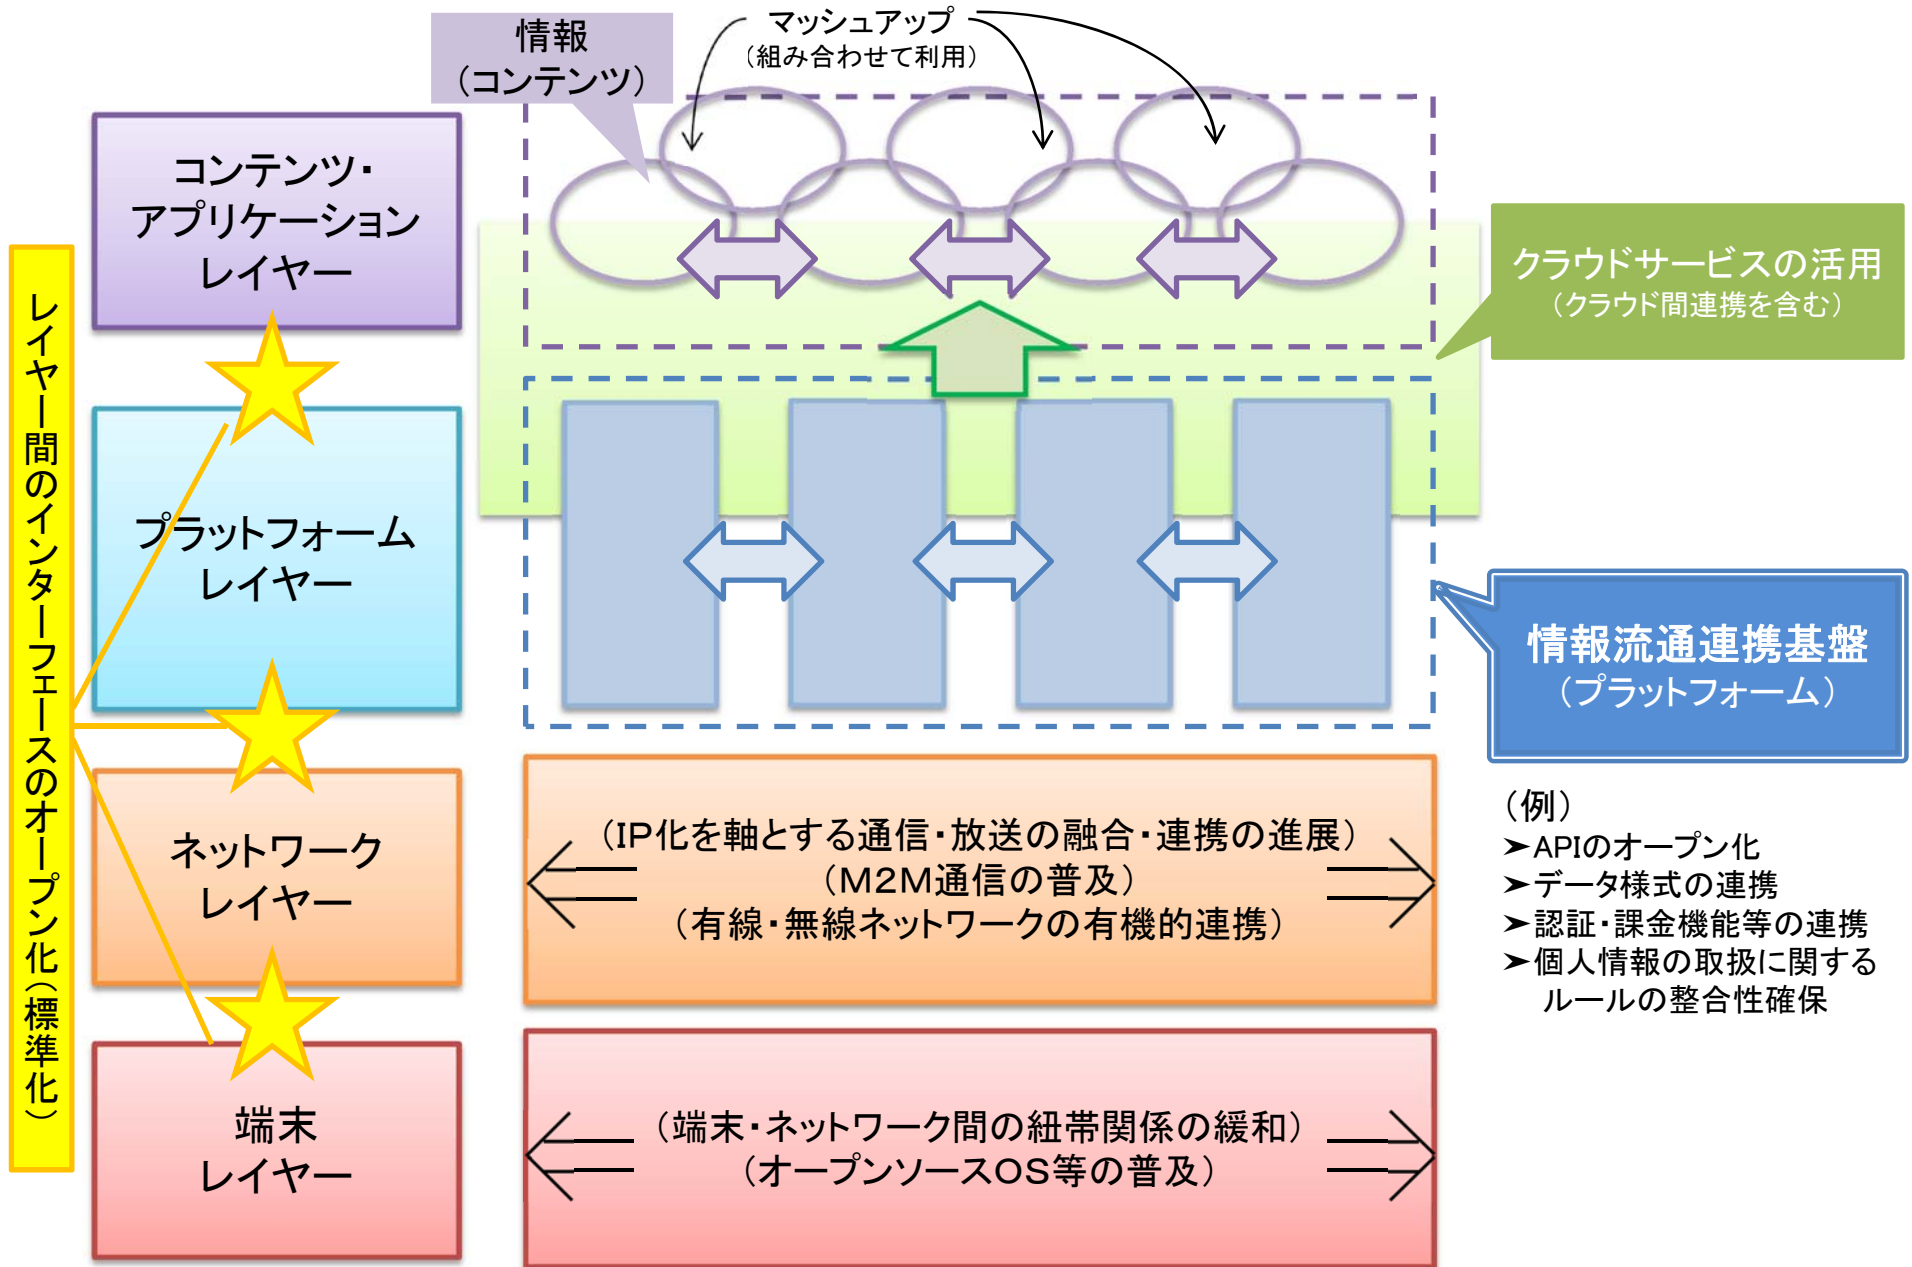 情報
（コンテンツ）
マッシュアップ
（組み合わせて利用）
コンテンツ・
アプリケーション
レイヤー
クラウドサービスの活用
（クラウド間連携を含む）
レイヤー間のインターフェースのオープン化（標準化）
プラットフォーム
レイヤー
情報流通連携基盤
（プラットフォーム）
（例）
➤APIのオープン化
➤データ様式の連携
➤認証・課金機能等の連携
➤個人情報の取扱に関する
ルールの整合性確保
ネットワーク
レイヤー
（IP化を軸とする通信・放送の融合・連携の進展）
（M2M通信の普及）
（有線・無線ネットワークの有機的連携）
端末
レイヤー
（端末・ネットワーク間の紐帯関係の緩和）
（オープンソースOS等の普及）